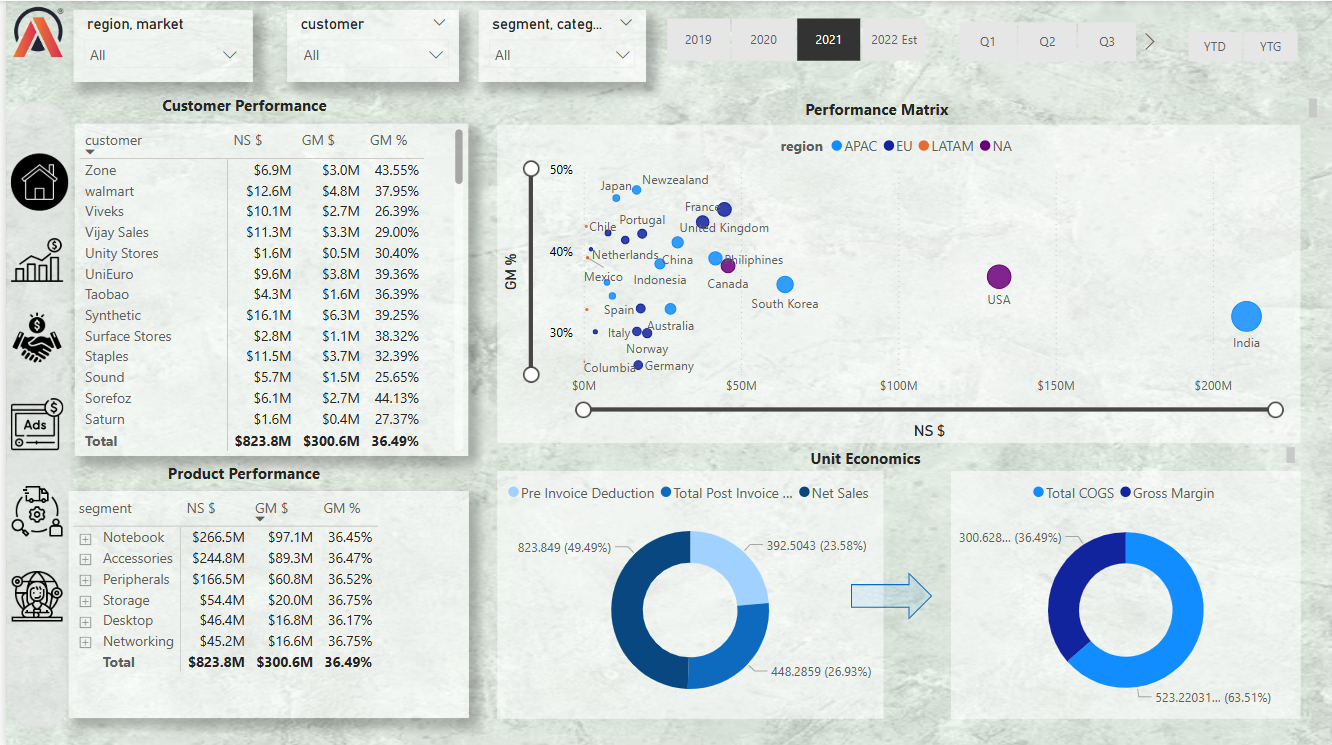 region, market
All
customer
All
segment, categ...
All
2019 2020 2021 2022 Est
Q1 Q2 Q3
YTD YTG
Customer Performance
customer NS $ GM $ GM %
Zone $6.9M $3.0M 43.55%
walmart $12.6M $4.8M 37.95%
Viveks $10.1M $2.7M 26.39%
Vijay Sales $11.3M $3.3M 29.00%
Unity Stores $1.6M $0.5M 30.40%
UniEuro $9.6M $3.8M 39.36%
Taobao $4.3M $1.6M 36.39%
Synthetic $16.1M $6.3M 39.25%
Surface Stores $2.8M $1.1M 38.32%
Staples $11.5M $3.7M 32.39%
Sound $5.7M $1.5M 25.65%
Sorefoz $6.1M $2.7M 44.13%
Saturn $1.6M $0.4M 27.37%
Total $823.8M $300.6M 36.49%
Ads
Product Performance
segment NS $ GM $ GM %
Notebook $266.5M $97.1M 36.45%
Accessories $244.8M $89.3M 36.47%
Peripherals $166.5M $60.8M 36.52%
Storage $54.4M $20.0M 36.75%
Desktop $46.4M $16.8M 36.17%
Networking $45.2M $16.6M 36.75%
Total $823.8M $300.6M 36.49%
Performance Matrix
region APAC EU LATAM NA
GM %
50%
40%
30%
Japan
Newzealand
France
Portugal
Chile
United Kingdom
Netherlands
China
Philiphines
Mexico
Indonesia
Canada
USA
South Korea
Spain
Australia
Italy
India
Norway
Columbia
Germany
$0M $50M $100M $150M $200M
NS $
Unit Economics
Pre Invoice Deduction Total Post Invoice ... Net Sales
823.849 (49.49%)
392.5043 (23.58%)
448.2859 (26.93%)
Total COGS Gross Margin
300.628... (36.49%)
523.22031... (63.51%)